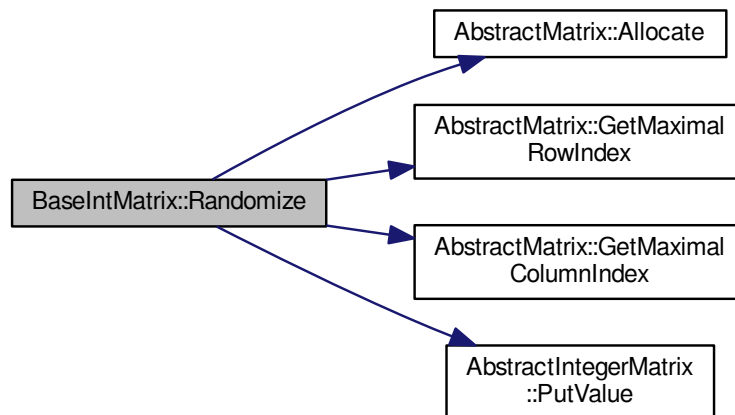 AbstractMatrix::Allocate
AbstractMatrix::GetMaximal
RowIndex
BaseIntMatrix::Randomize
AbstractMatrix::GetMaximal
ColumnIndex
AbstractIntegerMatrix
::PutValue